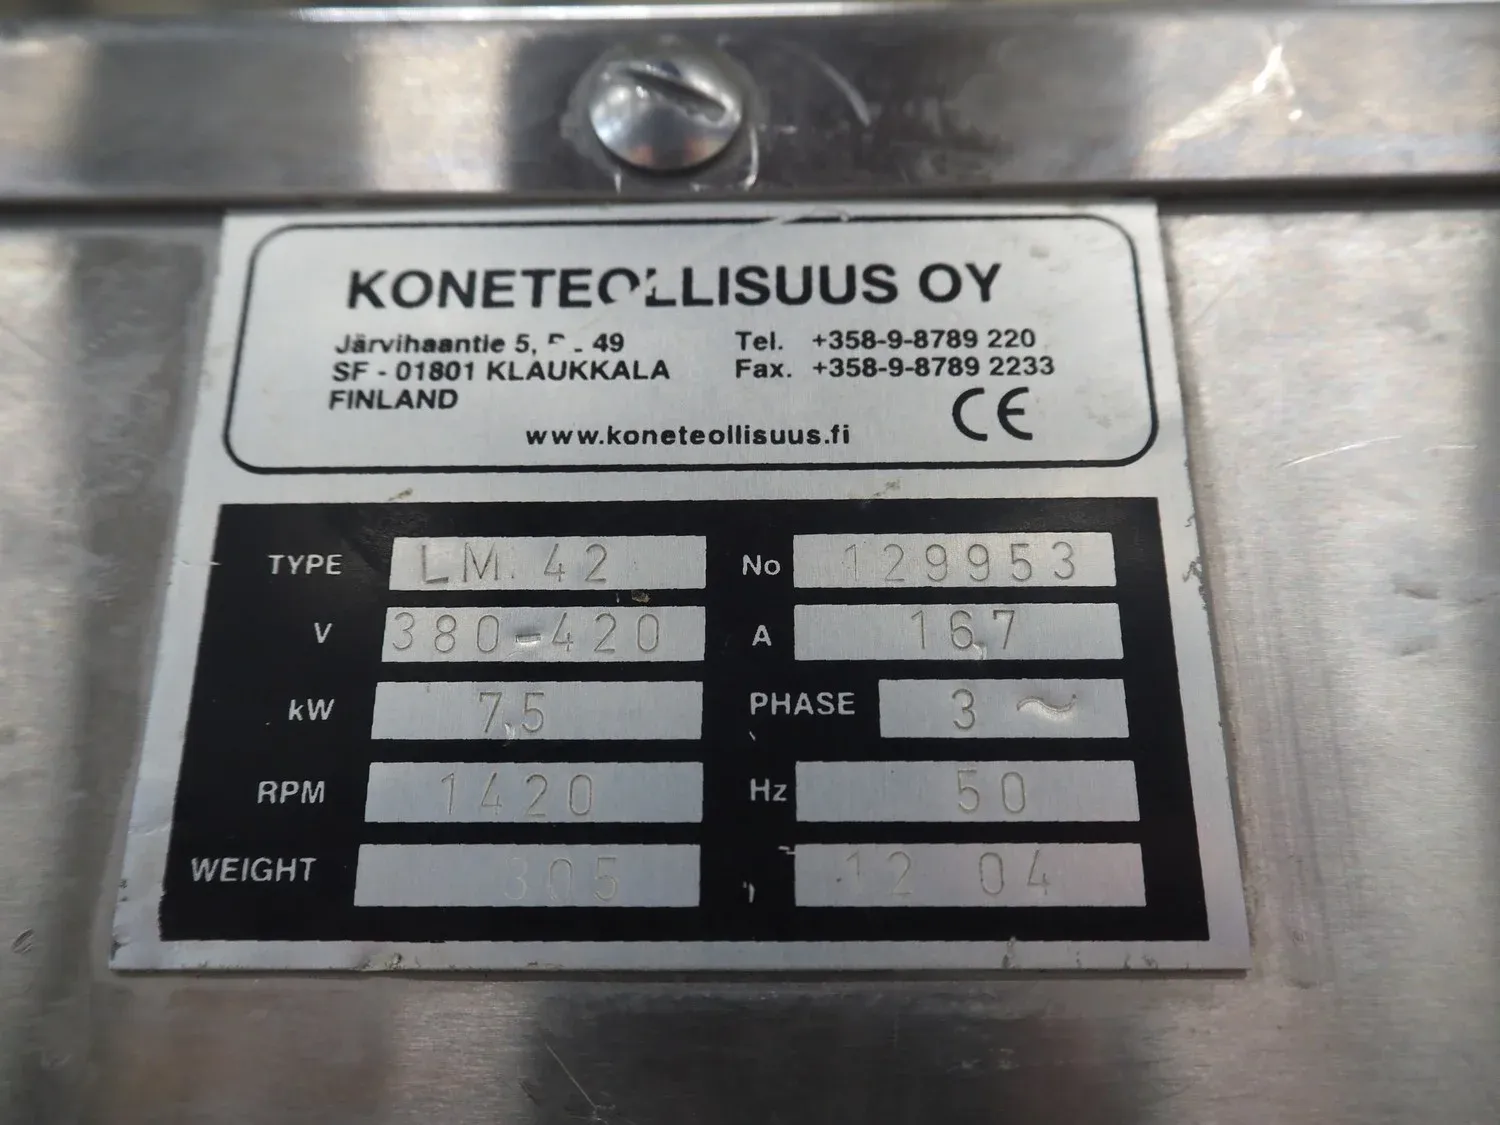 KONETEOLLISUUS OY
Järvihaantie 5, 49
SF - 01801 KLAUKKALA
FINLAND
Tel. +358-9-8789 220
Fax. +358-9-8789 2233
www.koneteollisuus.fi
CE
TYPE LM. 42 No 129953
V 380-420 A 16,7
kW 7,5 PHASE 3 ~
RPM 1420 Hz 50
WEIGHT 305 12 04